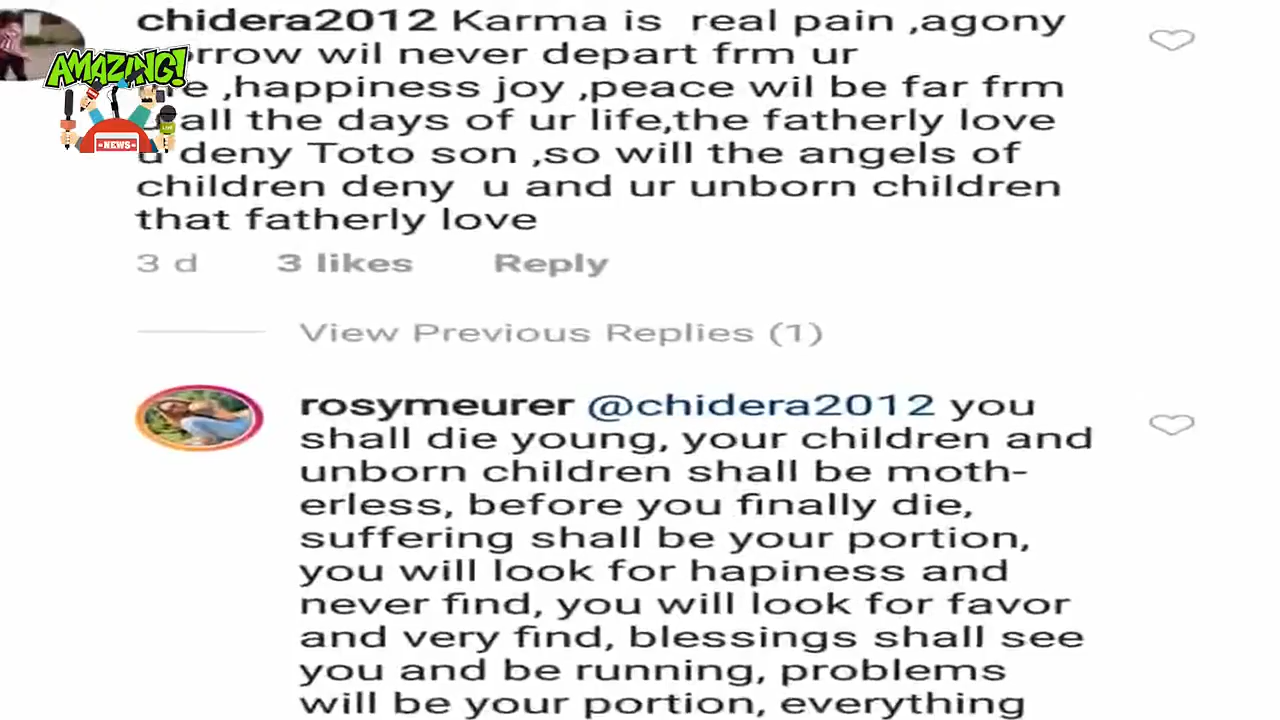 chidera2012 Karma is real pain ,agony
AMAZING!
rrow wil never depart frm ur
e ,happiness joy ,peace wil be far frm
all the days of ur life,the fatherly love
LIVE
-NEWS-
u deny Toto son ,so will the angels of
children deny u and ur unborn children
that fatherly love
3 d 3 likes Reply
View Previous Replies (1)
rosymeurer @chidera2012 you
shall die young, your children and
unborn children shall be moth-
erless, before you finally die,
suffering shall be your portion,
you will look for hapiness and
never find, you will look for favor
and very find, blessings shall see
you and be running, problems
will be your portion, everything